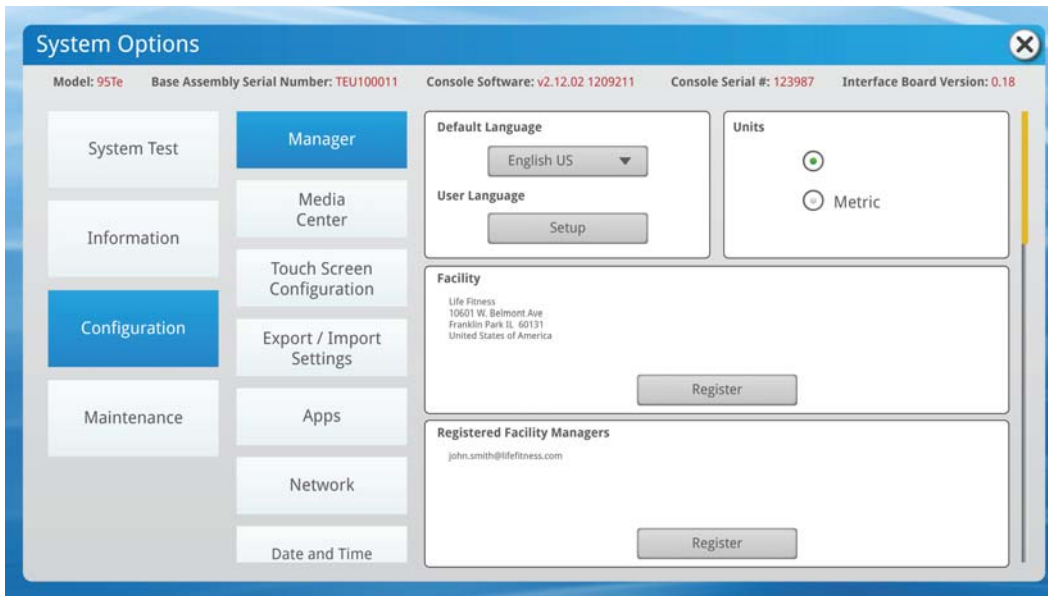 System Options
Model: 95Te Base Assembly Serial Number: TEU100011 Console Software: v2.12.02 1209211 Console Serial #: 123987 Interface Board Version: 0.18
System Test
Information
Configuration
Maintenance
Manager
Media
Center
Touch Screen
Configuration
Export / Import
Settings
Apps
Network
Date and Time
Default Language
English US
User Language
Setup
Units
Metric
Facility
Life Fitness
10601 W. Belmont Ave
Franklin Park IL 60131
United States of America
Register
Registered Facility Managers
john.smith@lifefitness.com
Register